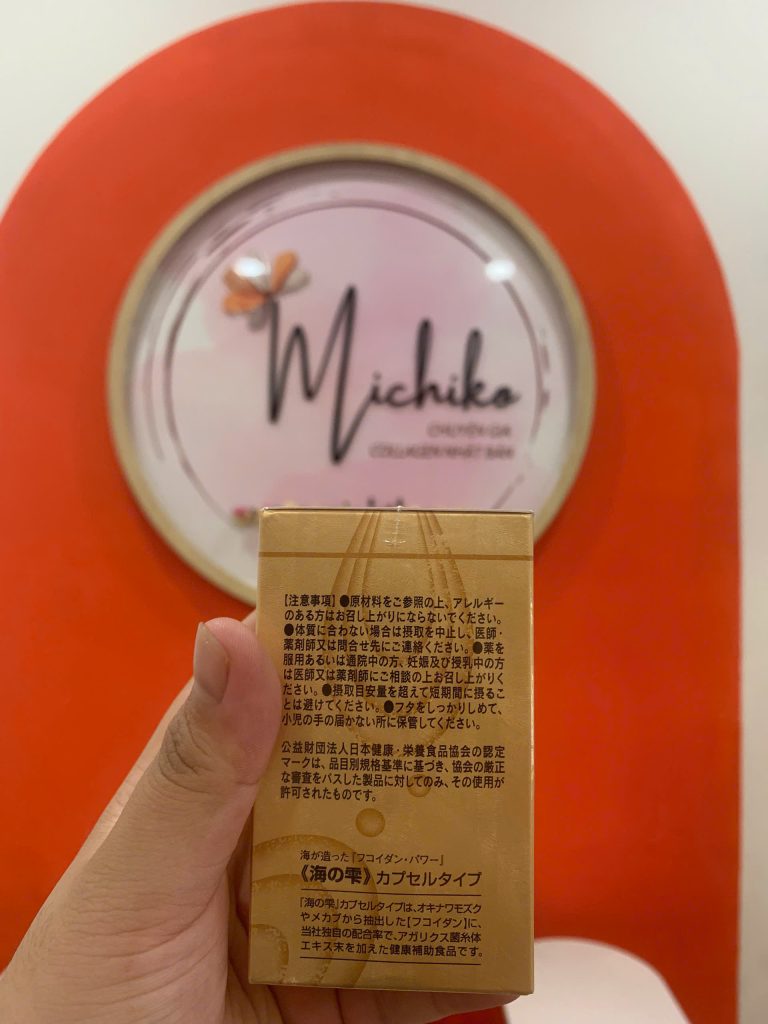 Michiko
CHUYÊN GIA
COLLAGEN NHẬT BẢN
【注意事項】●原材料をご参照の上、アレルギー
のある方はお召し上がりにならないでください。
●体質に合わない場合は摂取を中止し、医師・
薬剤師又は問合せ先にご連絡ください。●薬を
服用あるいは通院中の方、妊娠及び授乳中の方
は医師又は薬剤師にご相談の上お召し上がりく
ださい。●摂取目安量を超えて短期間に摂るこ
とは避けてください。●フタをしっかりしめて、
小児の手の届かない所に保管してください。
公益財団法人日本健康・栄養食品協会の認定
マークは、品目別規格基準に基づき、協会の厳正
な審査をパスした製品に対してのみ、その使用が
許可されたものです。
海が造った「フコイダン・パワー」
《海の雫》カプセルタイプ
「海の雫」カプセルタイプは、オキナワモズク
やメカブから抽出した【フコイダン】に、
当社独自の配合率で、アガリクス菌糸体
エキス末を加えた健康補助食品です。